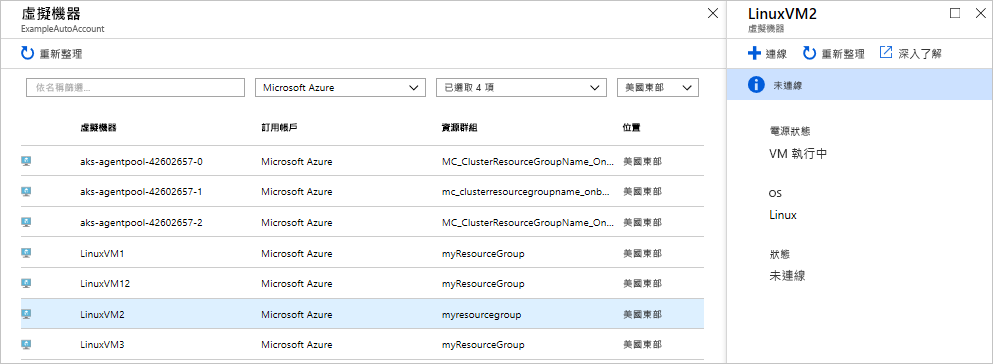 虛擬機器
ExampleAutoAccount
重新整理
依名稱篩選... Microsoft Azure 已選取 4 項 美國東部
虛擬機器 訂用帳戶 資源群組 位置
aks-agentpool-42602657-0 Microsoft Azure MC_ClusterResourceGroupName_On... 美國東部
aks-agentpool-42602657-1 Microsoft Azure mc_clusterresourcegroupname_onb... 美國東部
aks-agentpool-42602657-2 Microsoft Azure MC_ClusterResourceGroupName_On... 美國東部
LinuxVM1 Microsoft Azure myResourceGroup 美國東部
LinuxVM12 Microsoft Azure myResourceGroup 美國東部
LinuxVM2 Microsoft Azure myresourcegroup 美國東部
LinuxVM3 Microsoft Azure myResourceGroup 美國東部
LinuxVM2
虛擬機器
連線 重新整理 深入了解
未連線
電源狀態
VM 執行中
OS
Linux
狀態
未連線